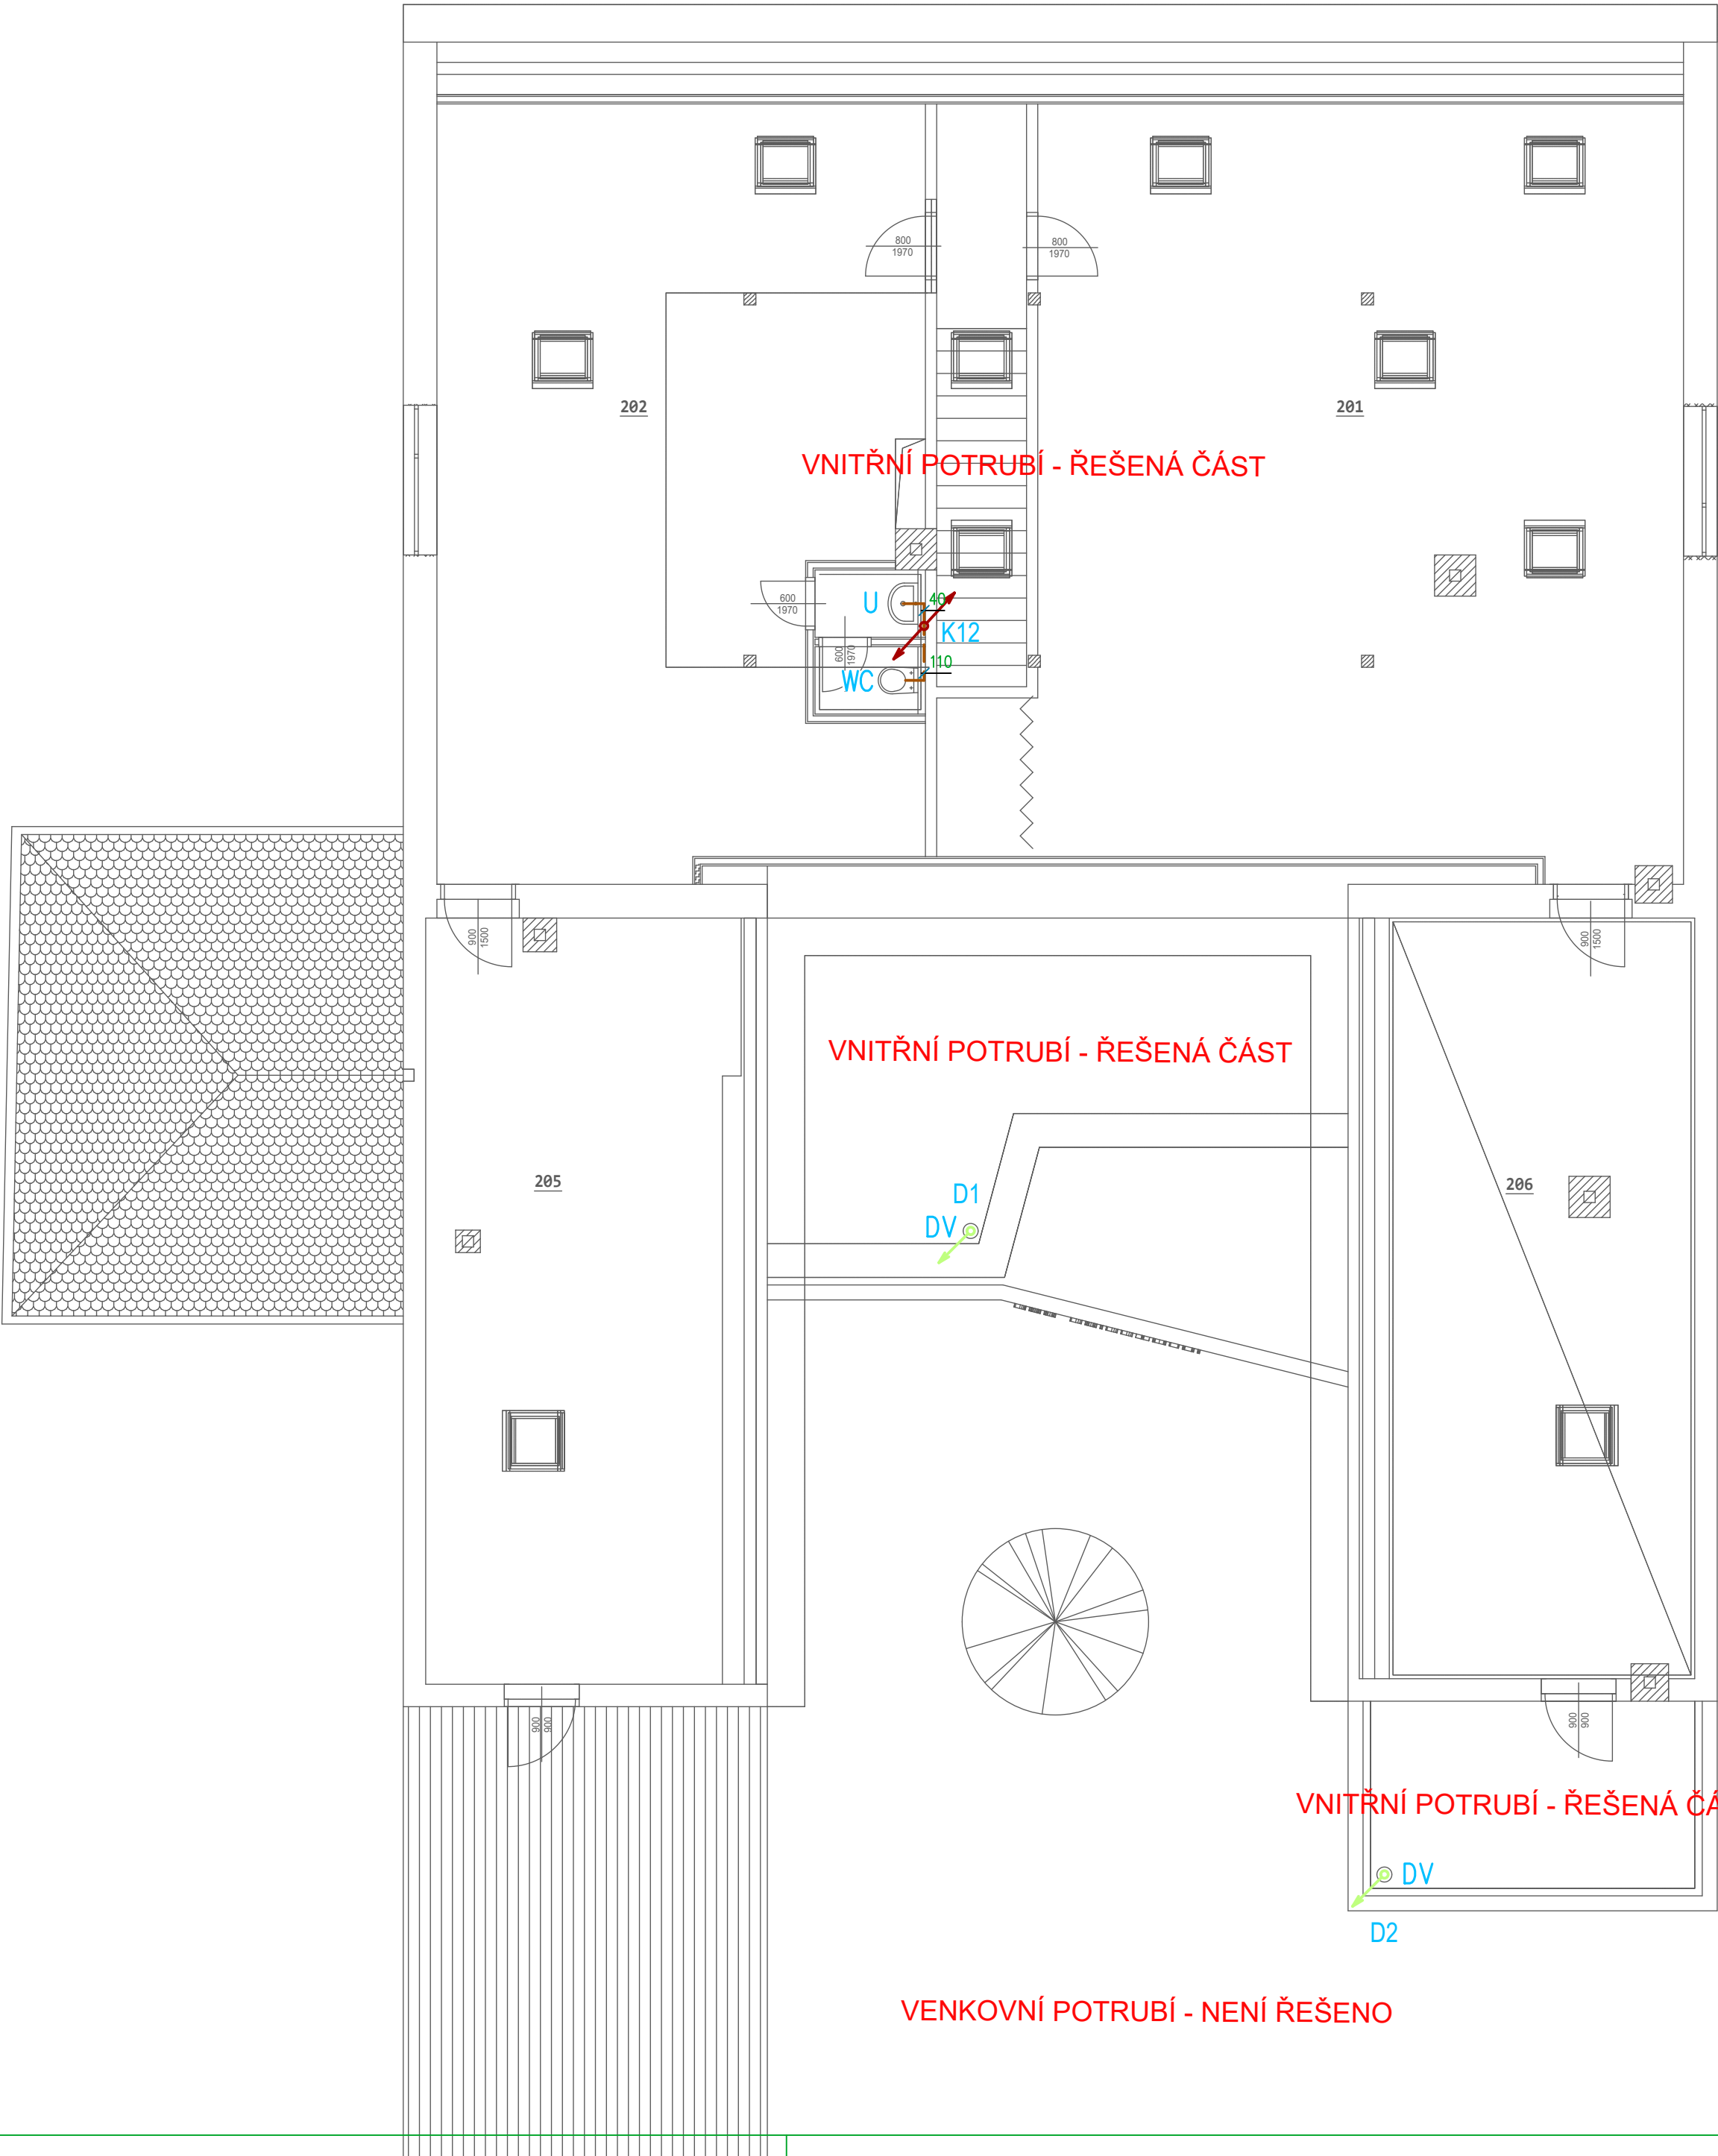 800
1970
800
1970
202
201
VNITŘNÍ POTRUBÍ - ŘEŠENÁ ČÁST
600
1970
U
40
K12
600
1970
110
WC
900
1500
900
1500
VNITŘNÍ POTRUBÍ - ŘEŠENÁ ČÁST
205
206
D1
DV
900
900
900
900
VNITŘNÍ POTRUBÍ - ŘEŠENÁ ČÁ
DV
D2
VENKOVNÍ POTRUBÍ - NENÍ ŘEŠENO